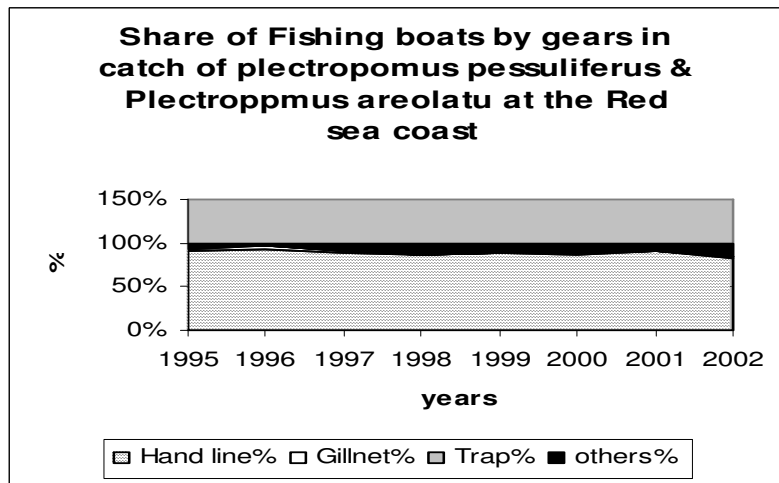 Share of Fishing boats by gears in
catch of plectropomus pessuliferus &
Plectroppmus areolatu at the Red
sea coast
150%
100%
50%
0%
%
1995 1996 1997 1998 1999 2000 2001 2002
years
Hand line% Gillnet% Trap% others%